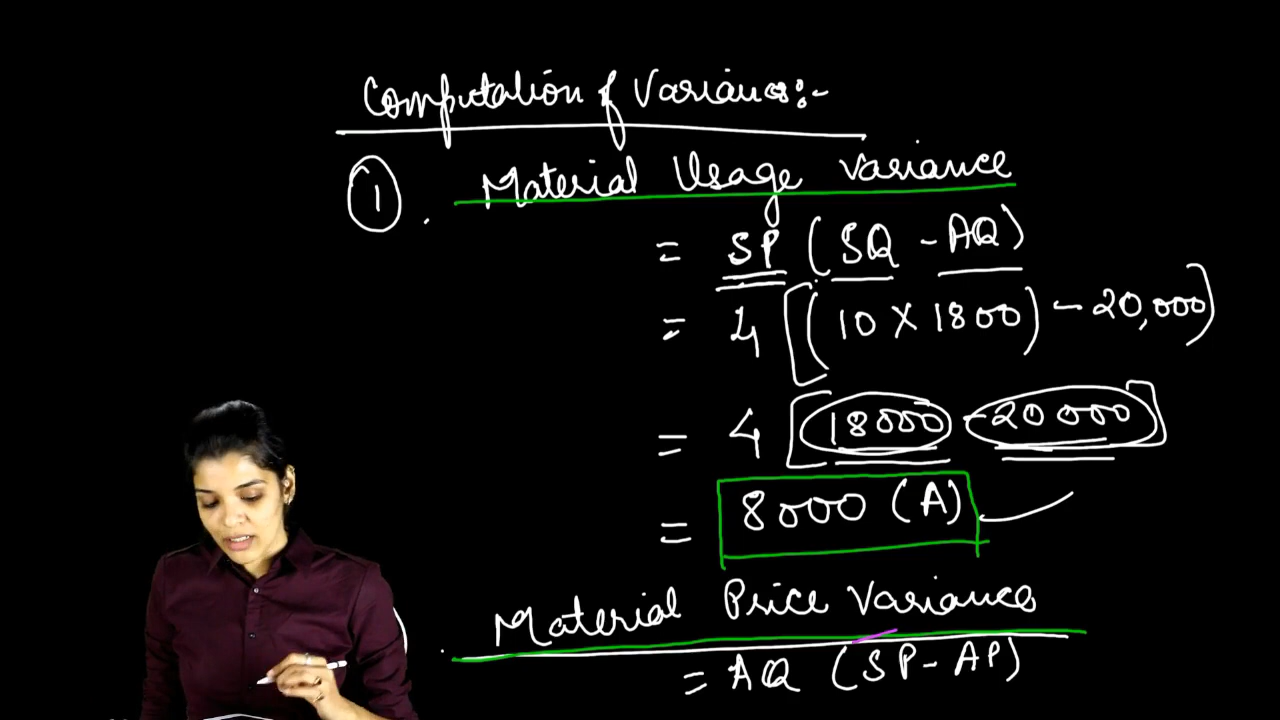 Computation of Variances:-
1. Material Usage Variance
= SP (SQ - AQ)
= 4 [(10 X 1800) - 20,000]
= 4 [18000 - 20000]
= 8000 (A)
Material Price Variance
= AQ (SP - AP)